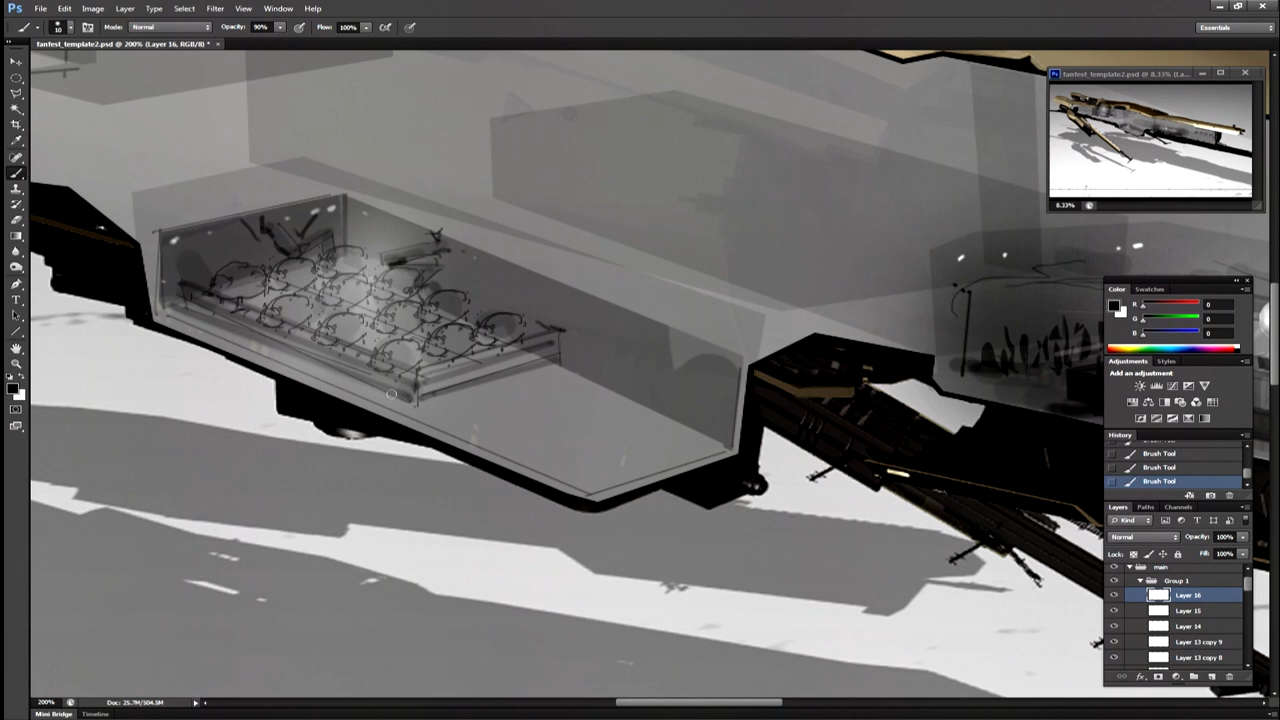 Ps File Edit Image Layer Type Select Filter View Window Help
10 Mode: Normal Opacity: 90% Flow: 100% Essentials
fanfest_template2.psd @ 200% (Layer 16, RGB/8) * ×
Ps fanfest_template2.psd @ 8.33% (La...
8.33%
Color Swatches
R 0
G 0
B 0
Adjustments Styles
Add an adjustment
History
Brush Tool
Brush Tool
Brush Tool
Layers Paths Channels
Kind
Normal Opacity: 100%
Lock: Fill: 100%
main
Group 1
Layer 16
Layer 15
Layer 14
Layer 13 copy 9
Layer 13 copy 8
200% Doc: 25.7M/504.5M
Mini Bridge Timeline